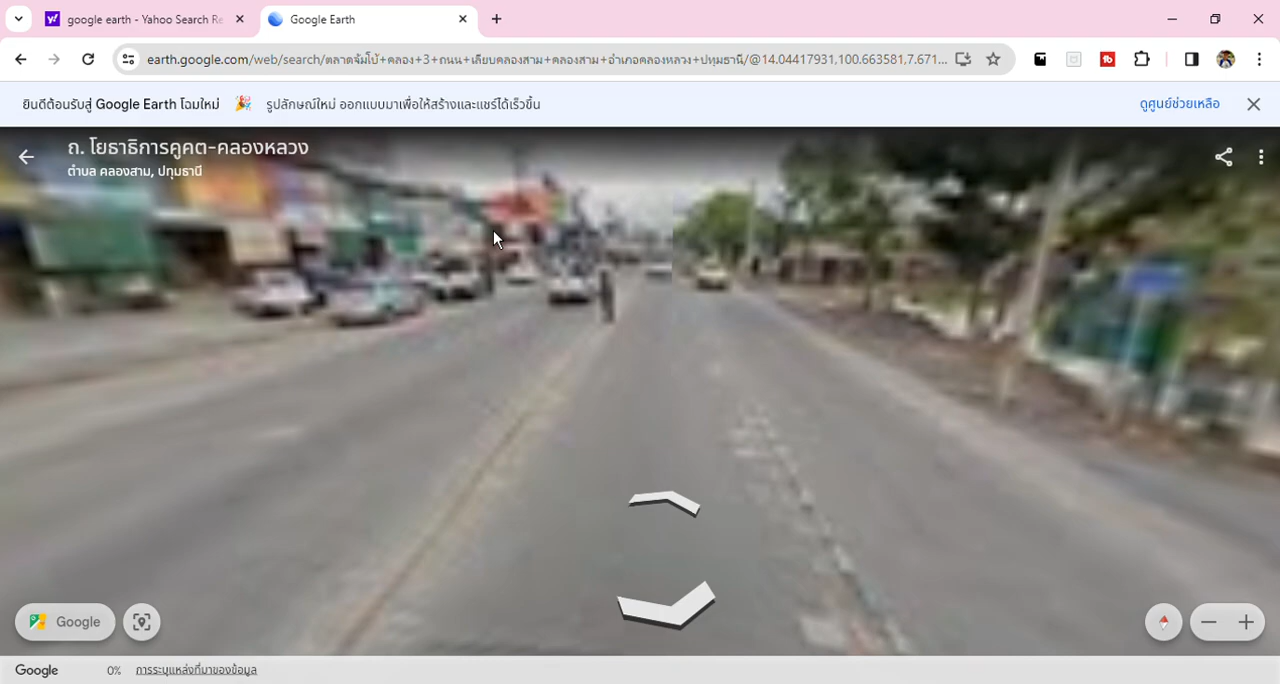 google earth - Yahoo Search Re
Google Earth
earth.google.com/web/search/ตลาดจัมโบ้+คลอง+3+ถนน+เลียบคลองสาม+คลองสาม+อำเภอคลองหลวง+ปทุมธานี/@14.04417931,100.663581,7.671...
ยินดีต้อนรับสู่ Google Earth โฉมใหม่ 🎉 รูปลักษณ์ใหม่ ออกแบบมาเพื่อให้สร้างและแชร์ได้เร็วขึ้น
ดูศูนย์ช่วยเหลือ
ถ. โยธาธิการคูคต-คลองหลวง
ตำบล คลองสาม, ปทุมธานี
Google
Google 0% การระบุแหล่งที่มาของข้อมูล